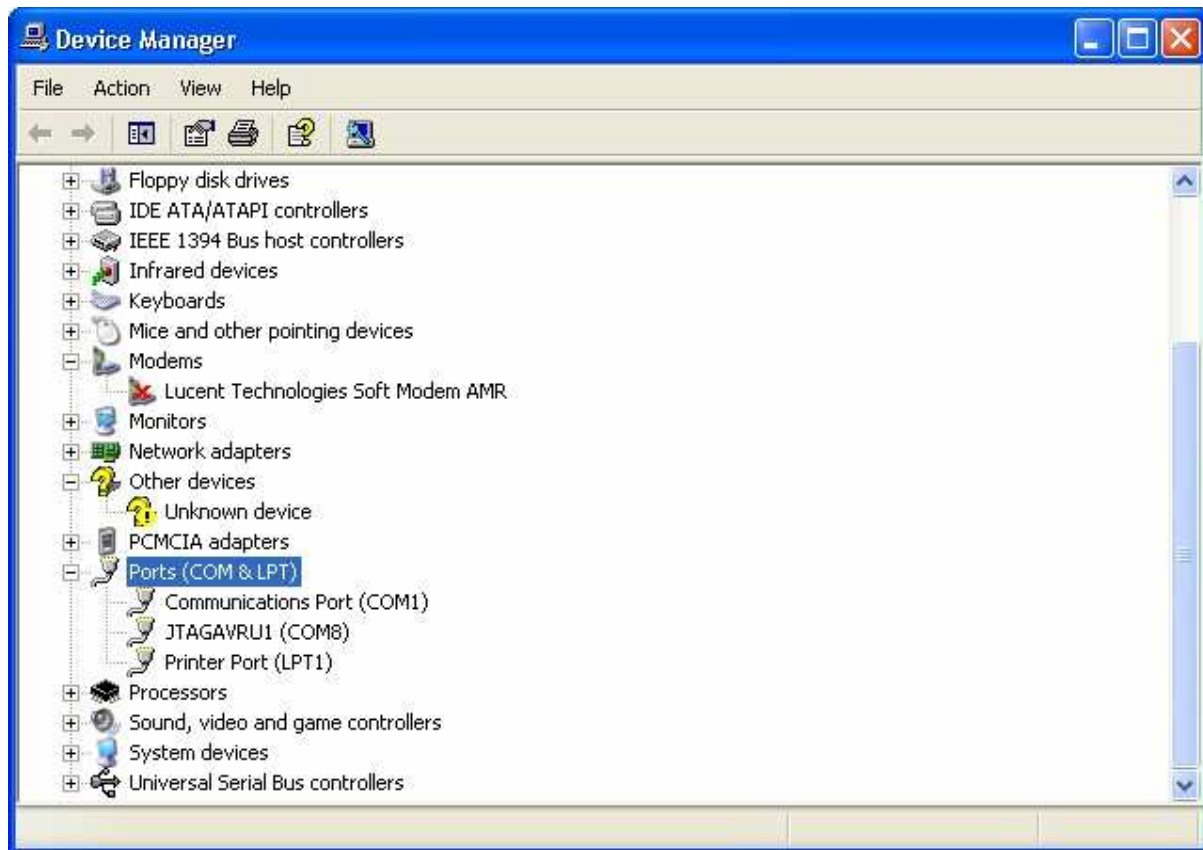 Device Manager
File Action View Help
Floppy disk drives
IDE ATA/ATAPI controllers
IEEE 1394 Bus host controllers
Infrared devices
Keyboards
Mice and other pointing devices
Modems
Lucent Technologies Soft Modem AMR
Monitors
Network adapters
Other devices
Unknown device
PCMCIA adapters
Ports (COM & LPT)
Communications Port (COM1)
JTAGAVRU1 (COM8)
Printer Port (LPT1)
Processors
Sound, video and game controllers
System devices
Universal Serial Bus controllers